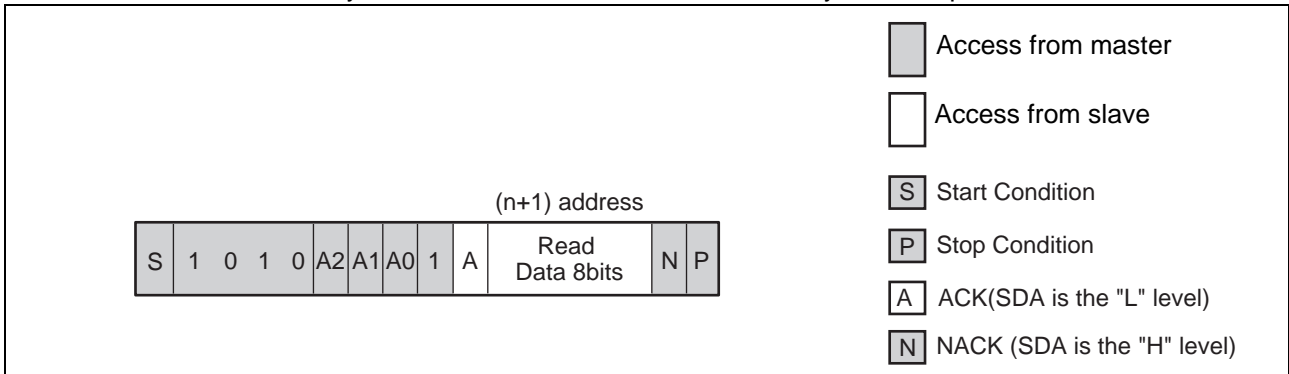 Access from master
Access from slave
(n+1) address
S 1 0 1 0 A2 A1 A0 1 A Read Data 8bits N P
S Start Condition
P Stop Condition
A ACK(SDA is the "L" level)
N NACK (SDA is the "H" level)